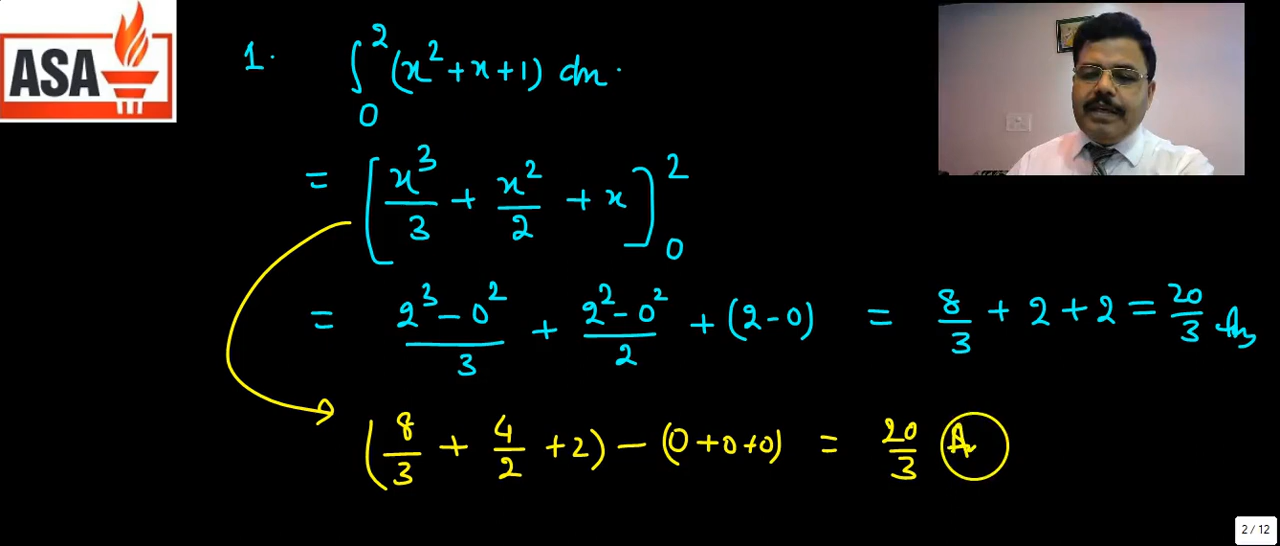 ASA
1. ∫₀² (x² + x + 1) dx.
= [x³/3 + x²/2 + x]₀²
= (2³ - 0²)/3 + (2² - 0²)/2 + (2 - 0) = 8/3 + 2 + 2 = 20/3 Ans
(8/3 + 4/2 + 2) - (0 + 0 + 0) = 20/3 A
2 / 12